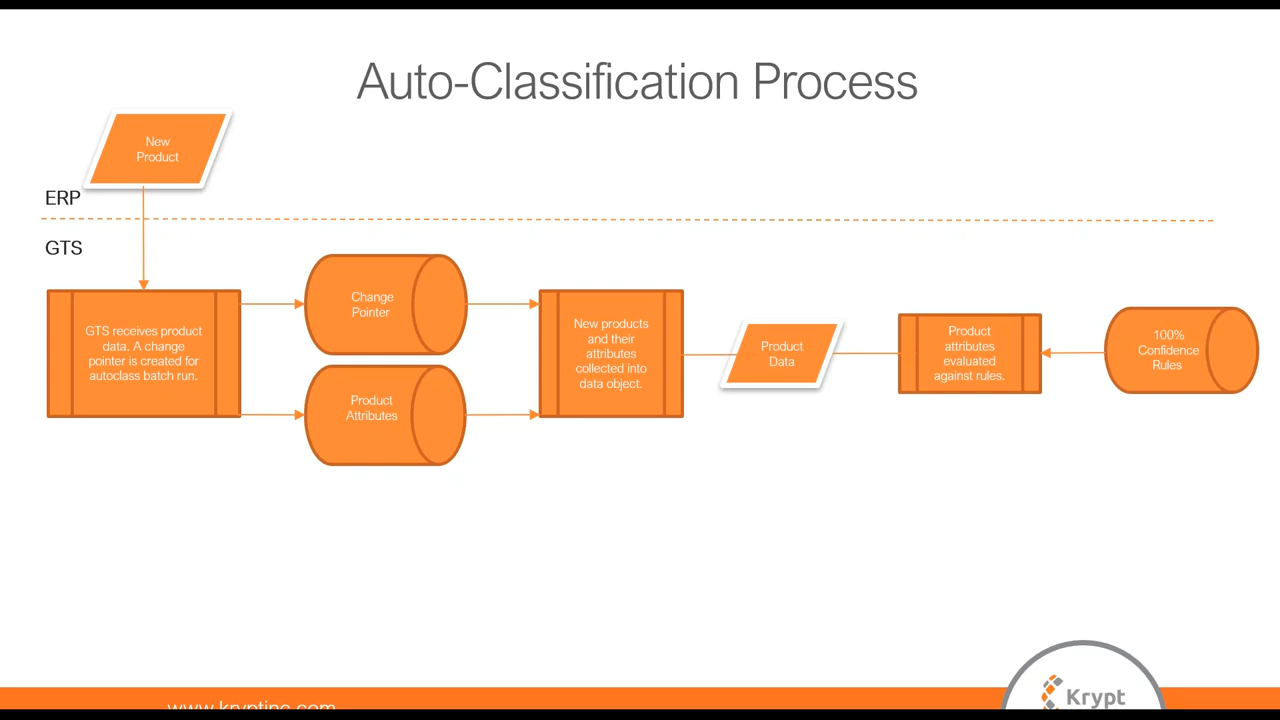 Auto-Classification Process
New
Product
ERP
GTS
GTS receives product
data. A change
pointer is created for
autoclass batch run.
Change
Pointer
Product
Attributes
New products
and their
attributes
collected into
data object.
Product
Data
Product
attributes
evaluated
against rules.
100%
Confidence
Rules
www.kryptinc.com
Krypt